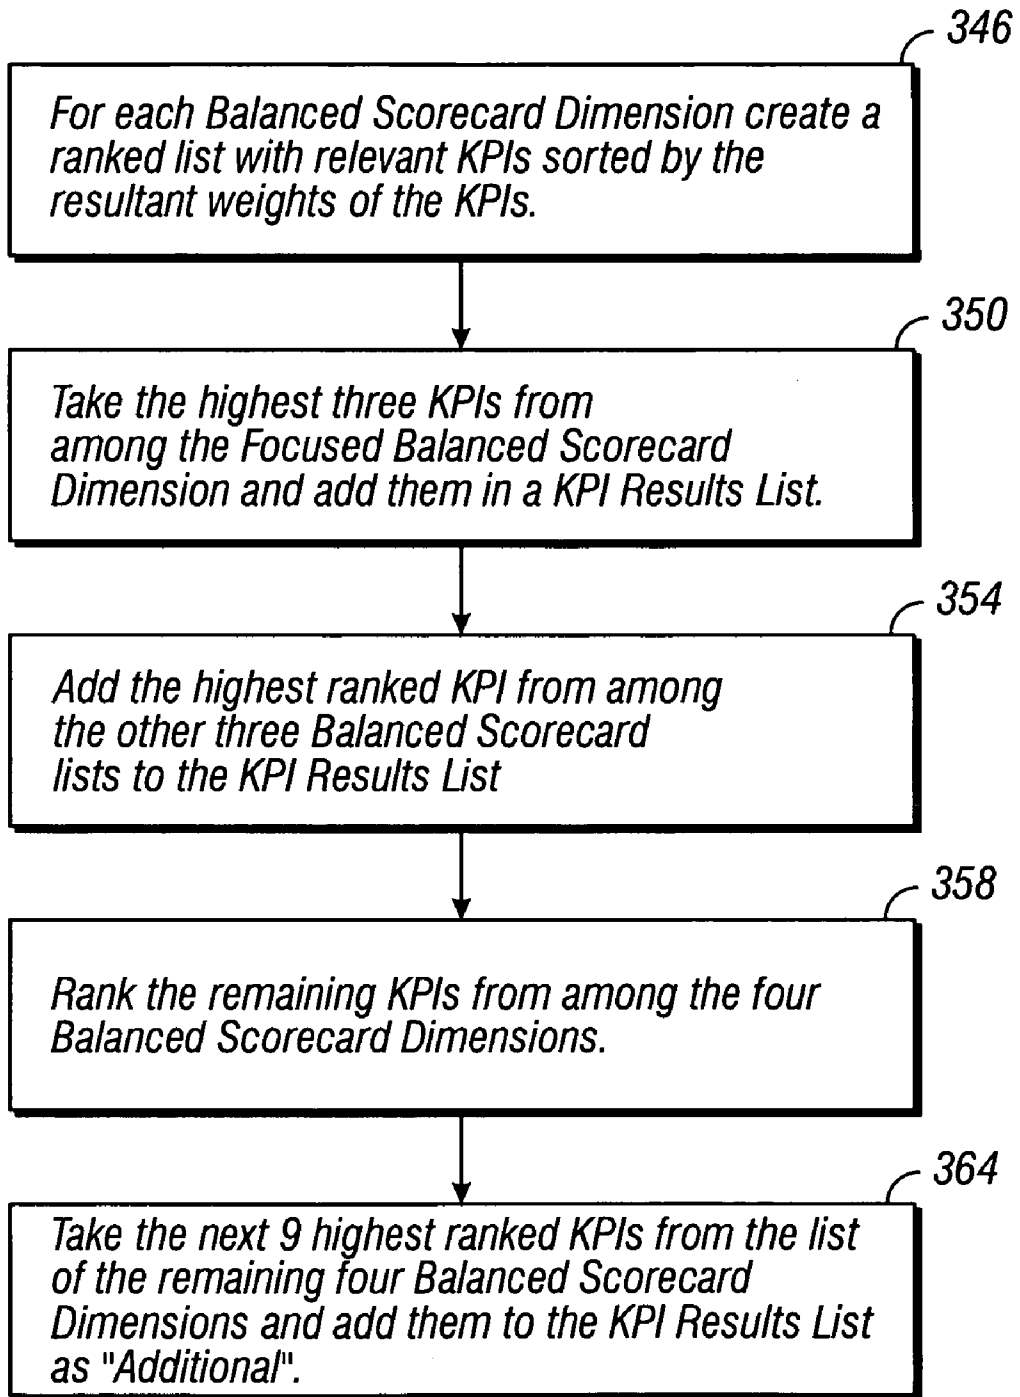 346
For each Balanced Scorecard Dimension create a
ranked list with relevant KPIs sorted by the
resultant weights of the KPIs.
350
Take the highest three KPIs from
among the Focused Balanced Scorecard
Dimension and add them in a KPI Results List.
354
Add the highest ranked KPI from among
the other three Balanced Scorecard
lists to the KPI Results List
358
Rank the remaining KPIs from among the four
Balanced Scorecard Dimensions.
364
Take the next 9 highest ranked KPIs from the list
of the remaining four Balanced Scorecard
Dimensions and add them to the KPI Results List
as "Additional".